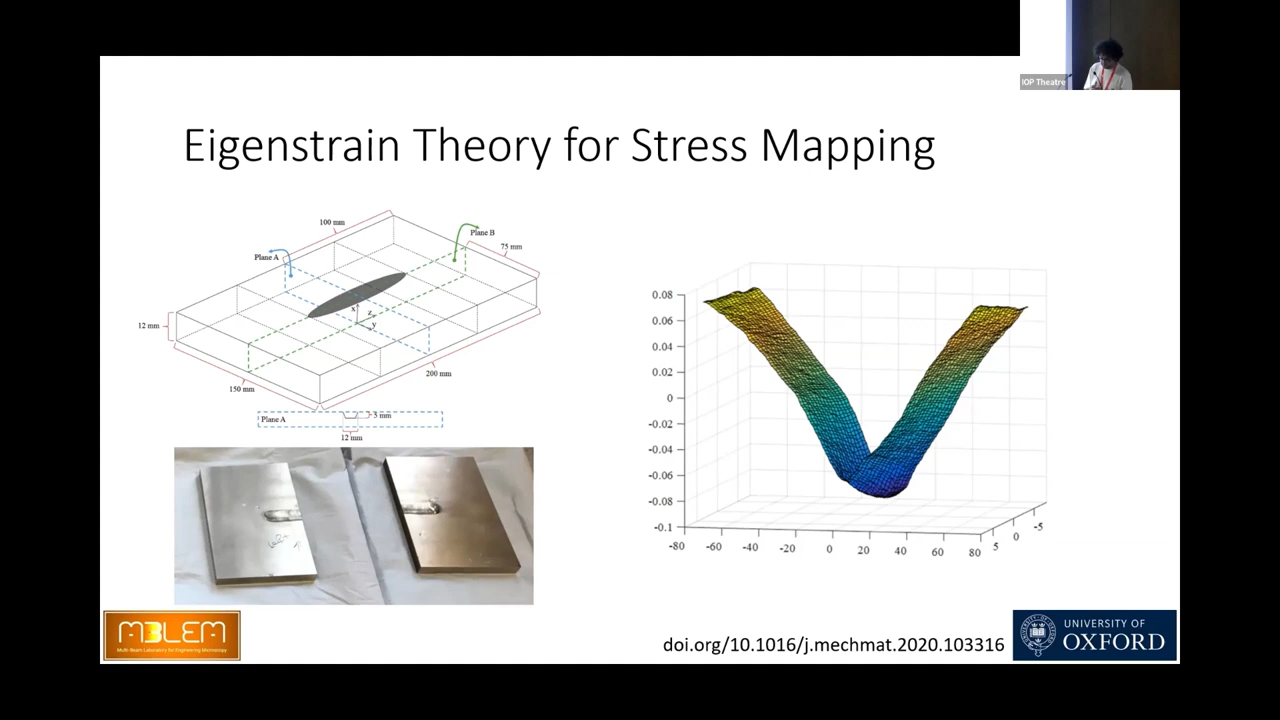 IOP Theatre
Eigenstrain Theory for Stress Mapping
100 mm
Plane B
75 mm
Plane A
12 mm
x
z
y
200 mm
150 mm
Plane A
3 mm
12 mm
0.08
0.06
0.04
0.02
0
-0.02
-0.04
-0.06
-0.08
-0.1
-80
-60
-40
-20
0
20
40
60
80
5
0
-5
MBLEM
Multi-Beam Laboratory for Engineering Microscopy
doi.org/10.1016/j.mechmat.2020.103316
UNIVERSITY OF
OXFORD